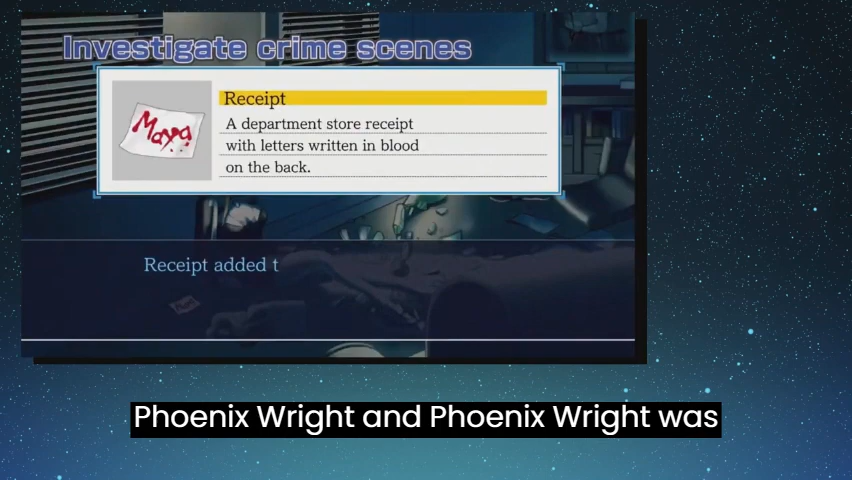 Investigate crime scenes
Receipt
Maya
A department store receipt
with letters written in blood
on the back.
Receipt added t
Phoenix Wright and Phoenix Wright was